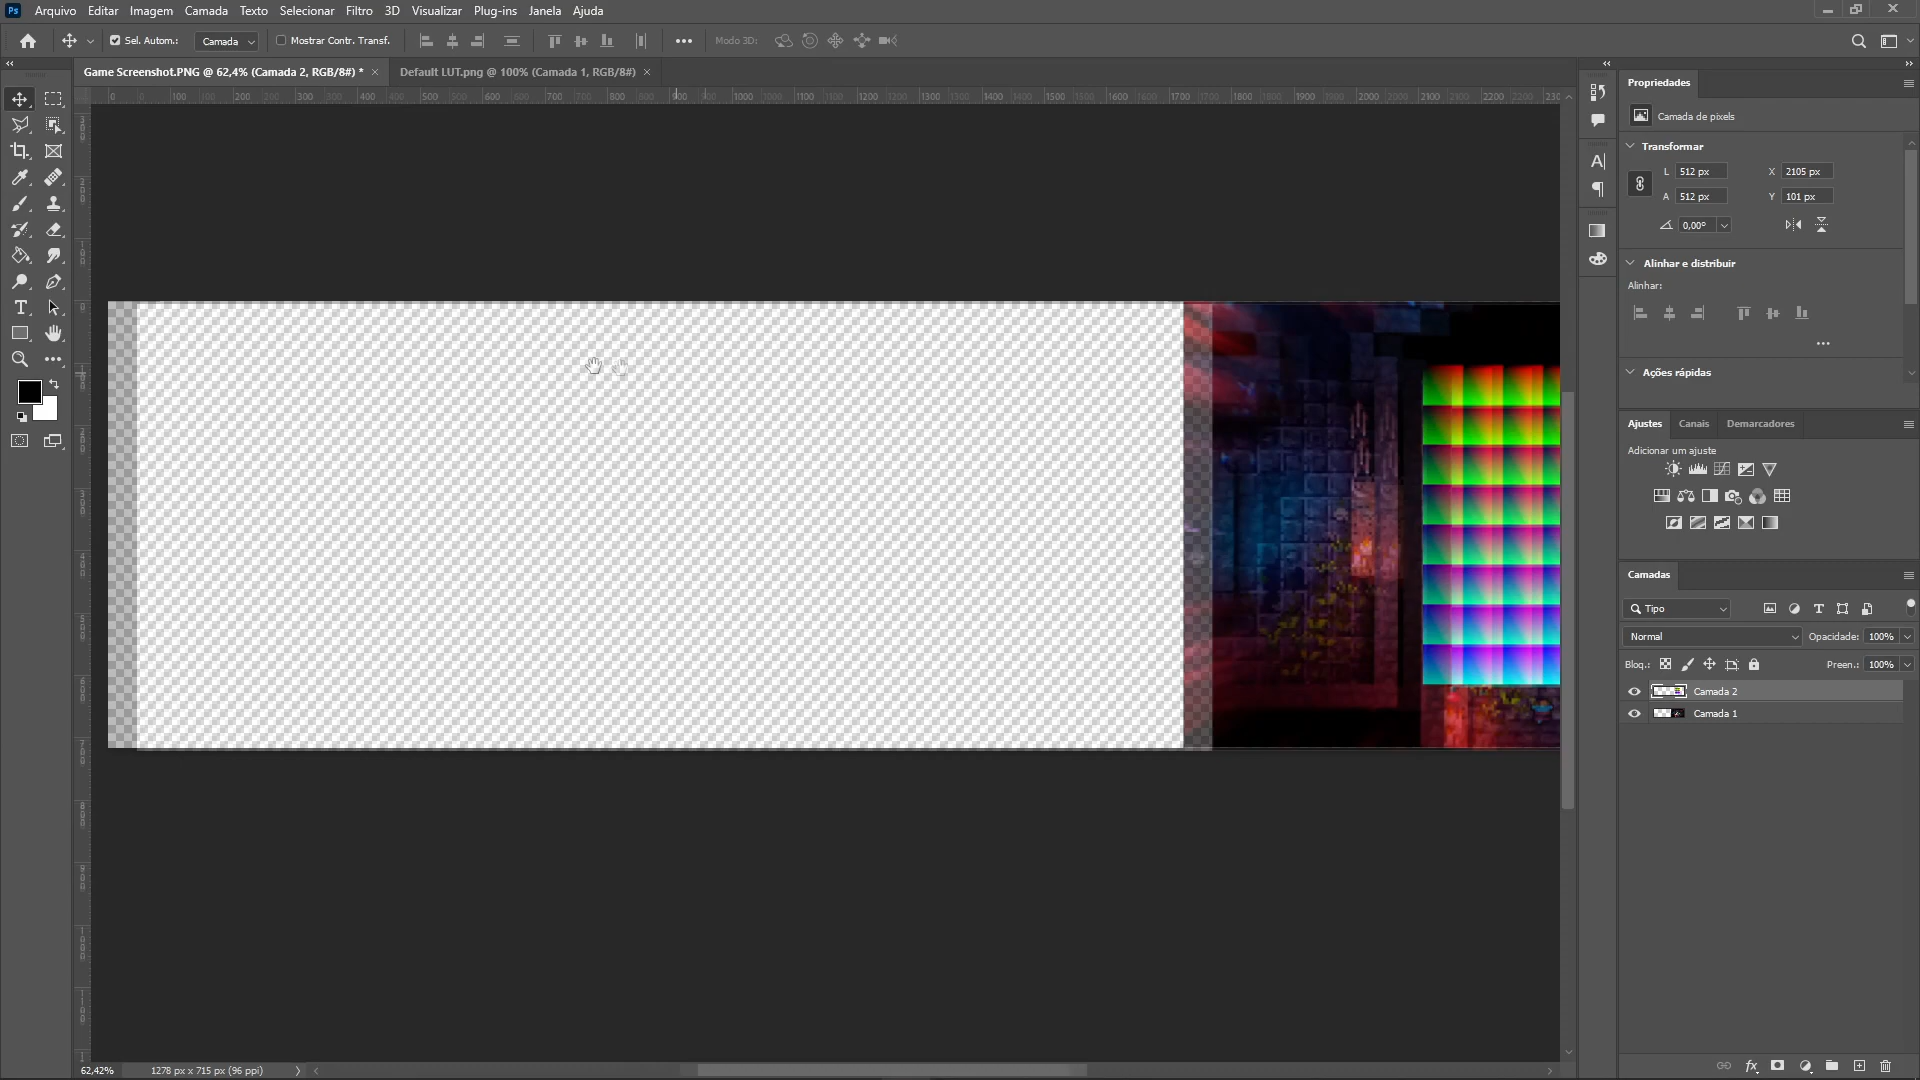 Ps Arquivo Editar Imagem Camada Texto Selecionar Filtro 3D Visualizar Plug-ins Janela Ajuda
Sel. Autom.: Camada Mostrar Contr. Transf. Modo 3D:
Game Screenshot.PNG @ 62,4% (Camada 2, RGB/8#) * Default LUT.png @ 100% (Camada 1, RGB/8#)
Propriedades
Camada de pixels
Transformar
L 512 px X 2105 px
A 512 px Y 101 px
0,00º
Alinhar e distribuir
Alinhar:
Ações rápidas
Ajustes Canais Demarcadores
Adicionar um ajuste
Camadas
Tipo
Normal Opacidade: 100%
Bloq.: Preen.: 100%
Camada 2
Camada 1
62,42% 1278 px x 715 px (96 ppi)